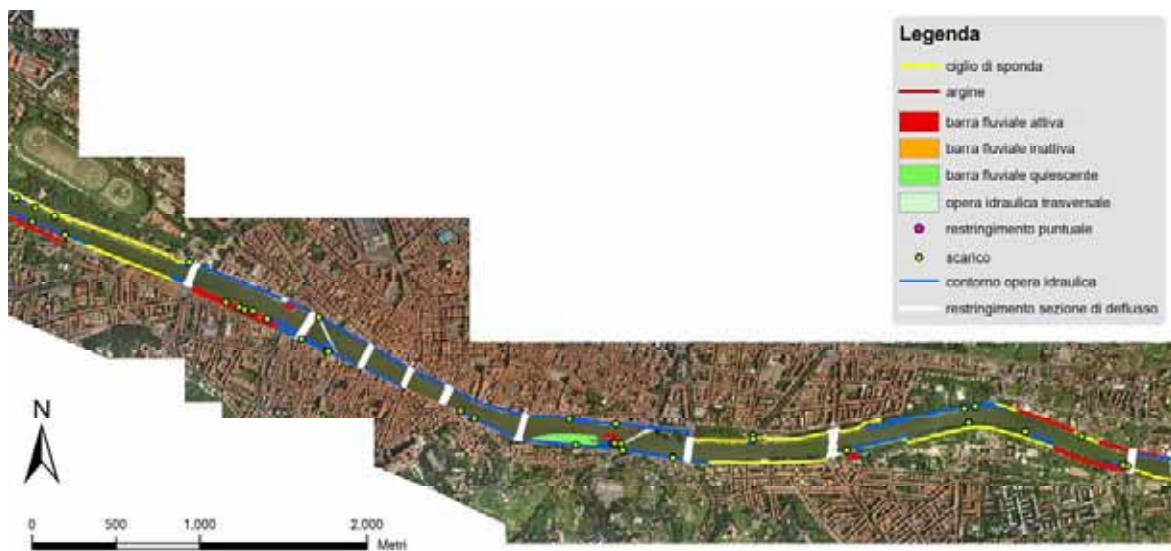 Legenda
ciglio di sponda
argine
barra fluviale attiva
barra fluviale inattiva
barra fluviale quiescente
opera idraulica trasversale
restringimento puntuale
scarico
contorno opera idraulica
restringimento sezione di deflusso
N
0 500 1,000 2,000
Metri